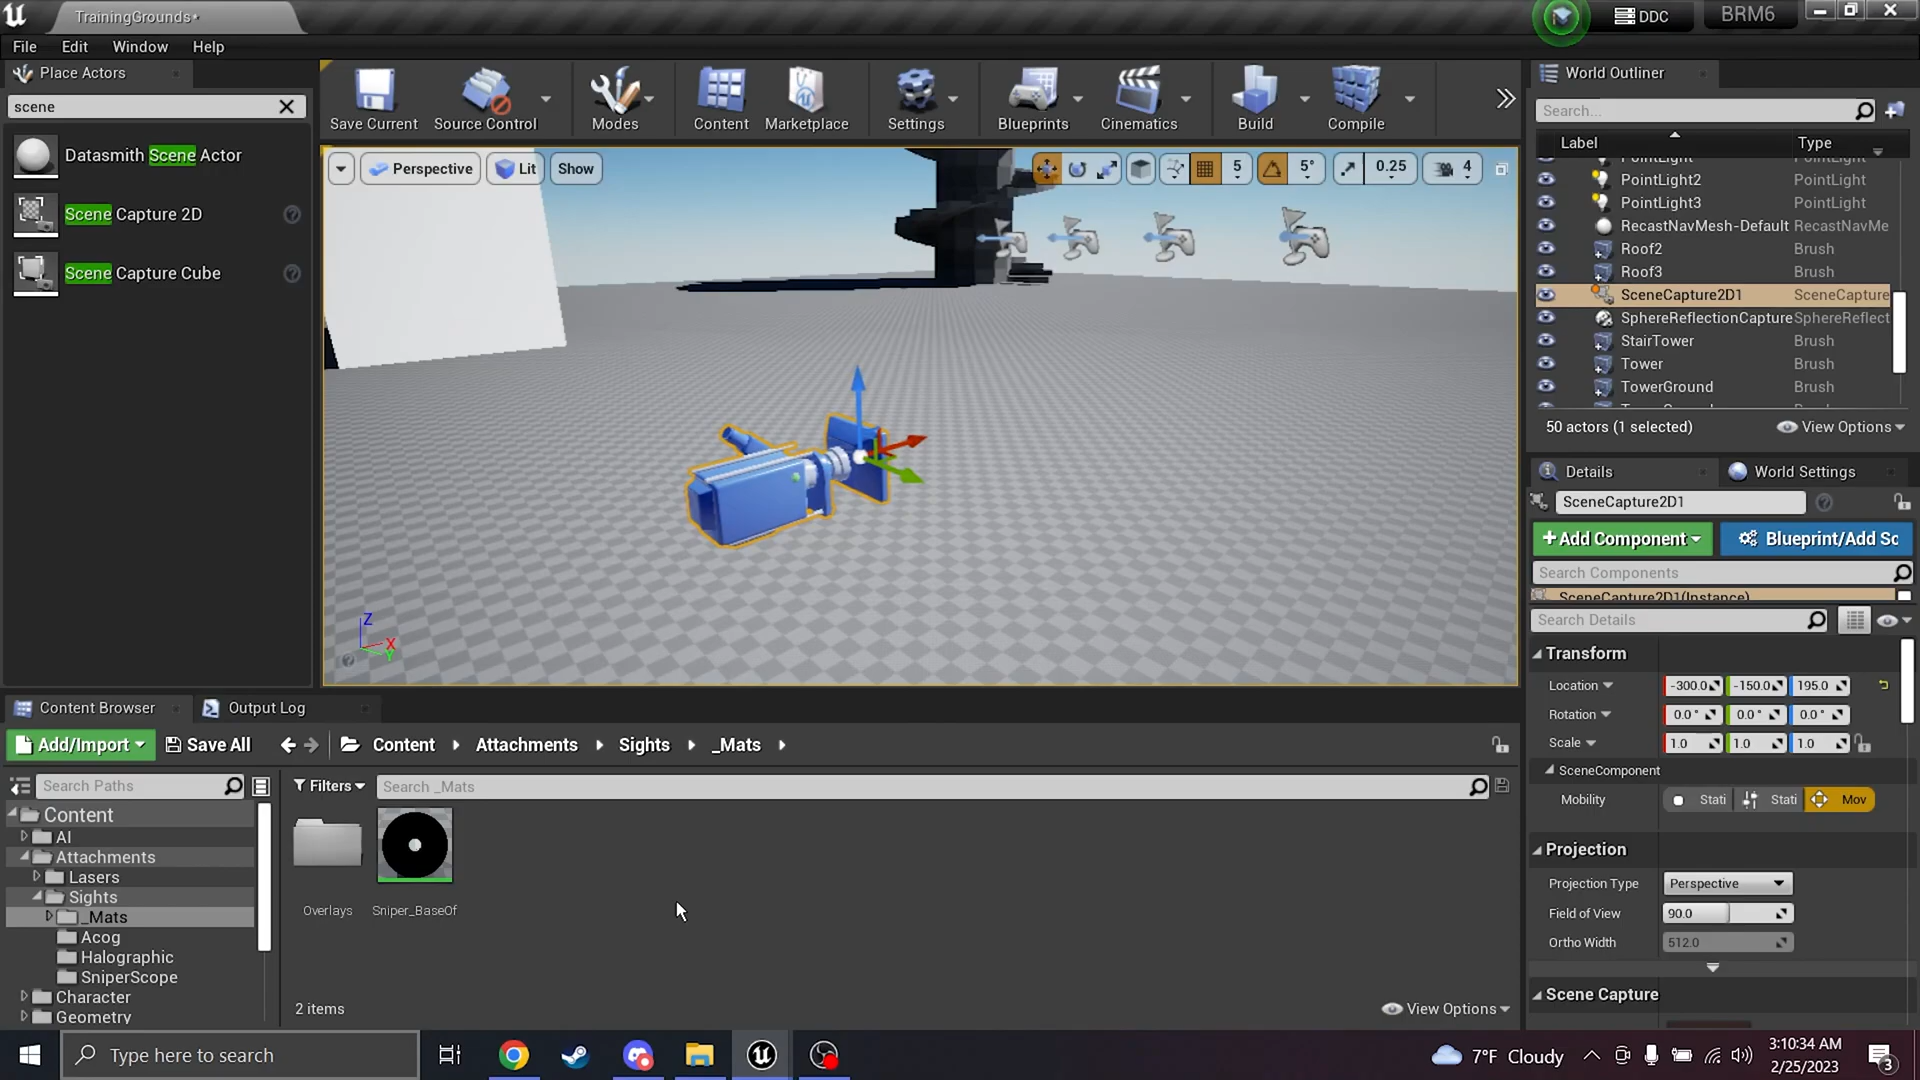 TrainingGrounds*
DDC
BRM6
File
Edit
Window
Help
Place Actors
scene
Datasmith Scene Actor
Scene Capture 2D
Scene Capture Cube
Save Current
Source Control
Modes
Content
Marketplace
Settings
Blueprints
Cinematics
Build
Compile
Perspective
Lit
Show
5
5°
0.25
4
Z
X
Y
World Outliner
Search...
Label
Type
PointLight PointLight
PointLight2 PointLight
PointLight3 PointLight
RecastNavMesh-Default RecastNavMe
Roof2 Brush
Roof3 Brush
SceneCapture2D1 SceneCapture
SphereReflectionCapture SphereReflect
StairTower Brush
Tower Brush
TowerGround Brush
50 actors (1 selected)
View Options
Details
World Settings
SceneCapture2D1
+Add Component
Blueprint/Add Sc
Search Components
SceneCapture2D1(Instance)
Search Details
Transform
Location -300.0 -150.0 195.0
Rotation 0.0° 0.0° 0.0°
Scale 1.0 1.0 1.0
SceneComponent
Mobility Stati Stati Mov
Projection
Projection Type Perspective
Field of View 90.0
Ortho Width 512.0
Scene Capture
Content Browser
Output Log
Add/Import
Save All
Content
Attachments
Sights
_Mats
Search Paths
Filters
Search _Mats
Content
AI
Attachments
Lasers
Sights
_Mats
Acog
Halographic
SniperScope
Character
Geometry
Overlays
Sniper_BaseOf
2 items
View Options
Type here to search
7°F Cloudy
3:10:34 AM
2/25/2023
3